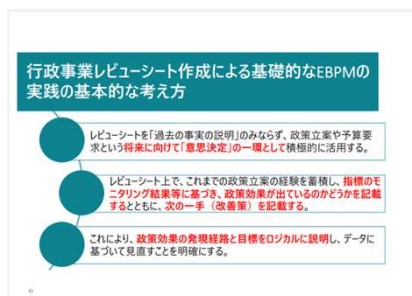 行政事業レビューシート作成による基礎的なEBPMの
実践の基本的な考え方
レビューシートを「過去の事実の説明」のみならず、政策立案や予算要
求という将来に向けて「意思決定」の一環として積極的に活用する。
レビューシート上で、これまでの政策立案の経験を蓄積し、指標のモ
ニタリング結果等に基づき、政策効果が出ているのかどうかを記載
するとともに、次の一手（改善策）を記載する。
これにより、政策効果の発現経路と目標をロジカルに説明し、データに
基づいて見直すことを明確にする。